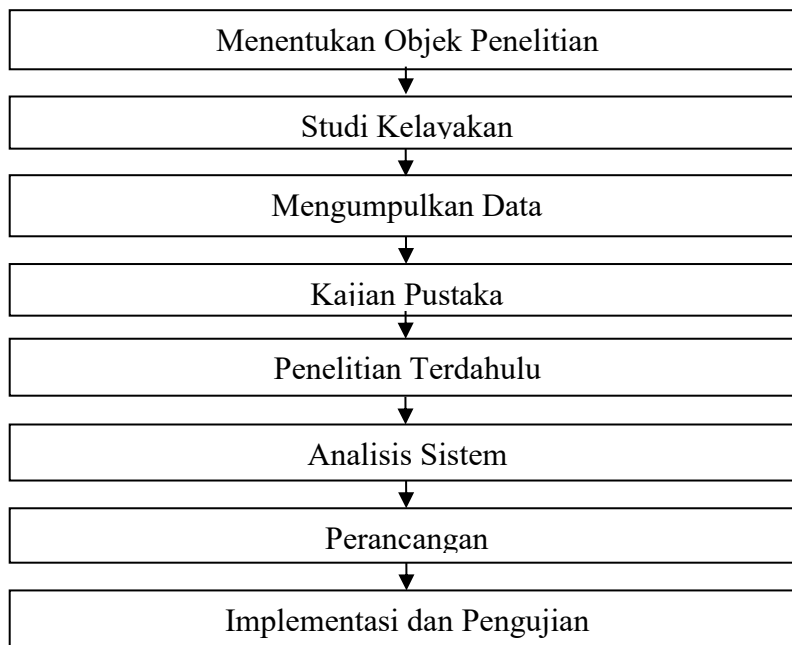 Menentukan Objek Penelitian
Studi Kelayakan
Mengumpulkan Data
Kajian Pustaka
Penelitian Terdahulu
Analisis Sistem
Perancangan
Implementasi dan Pengujian